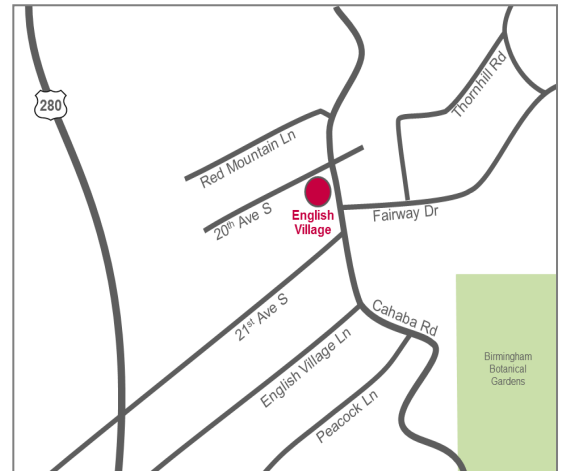 280
Thornhill Rd
Red Mountain Ln
20th Ave S
English
Village
Fairway Dr
21st Ave S
Cahaba Rd
English Village Ln
Peacock Ln
Birmingham
Botanical
Gardens